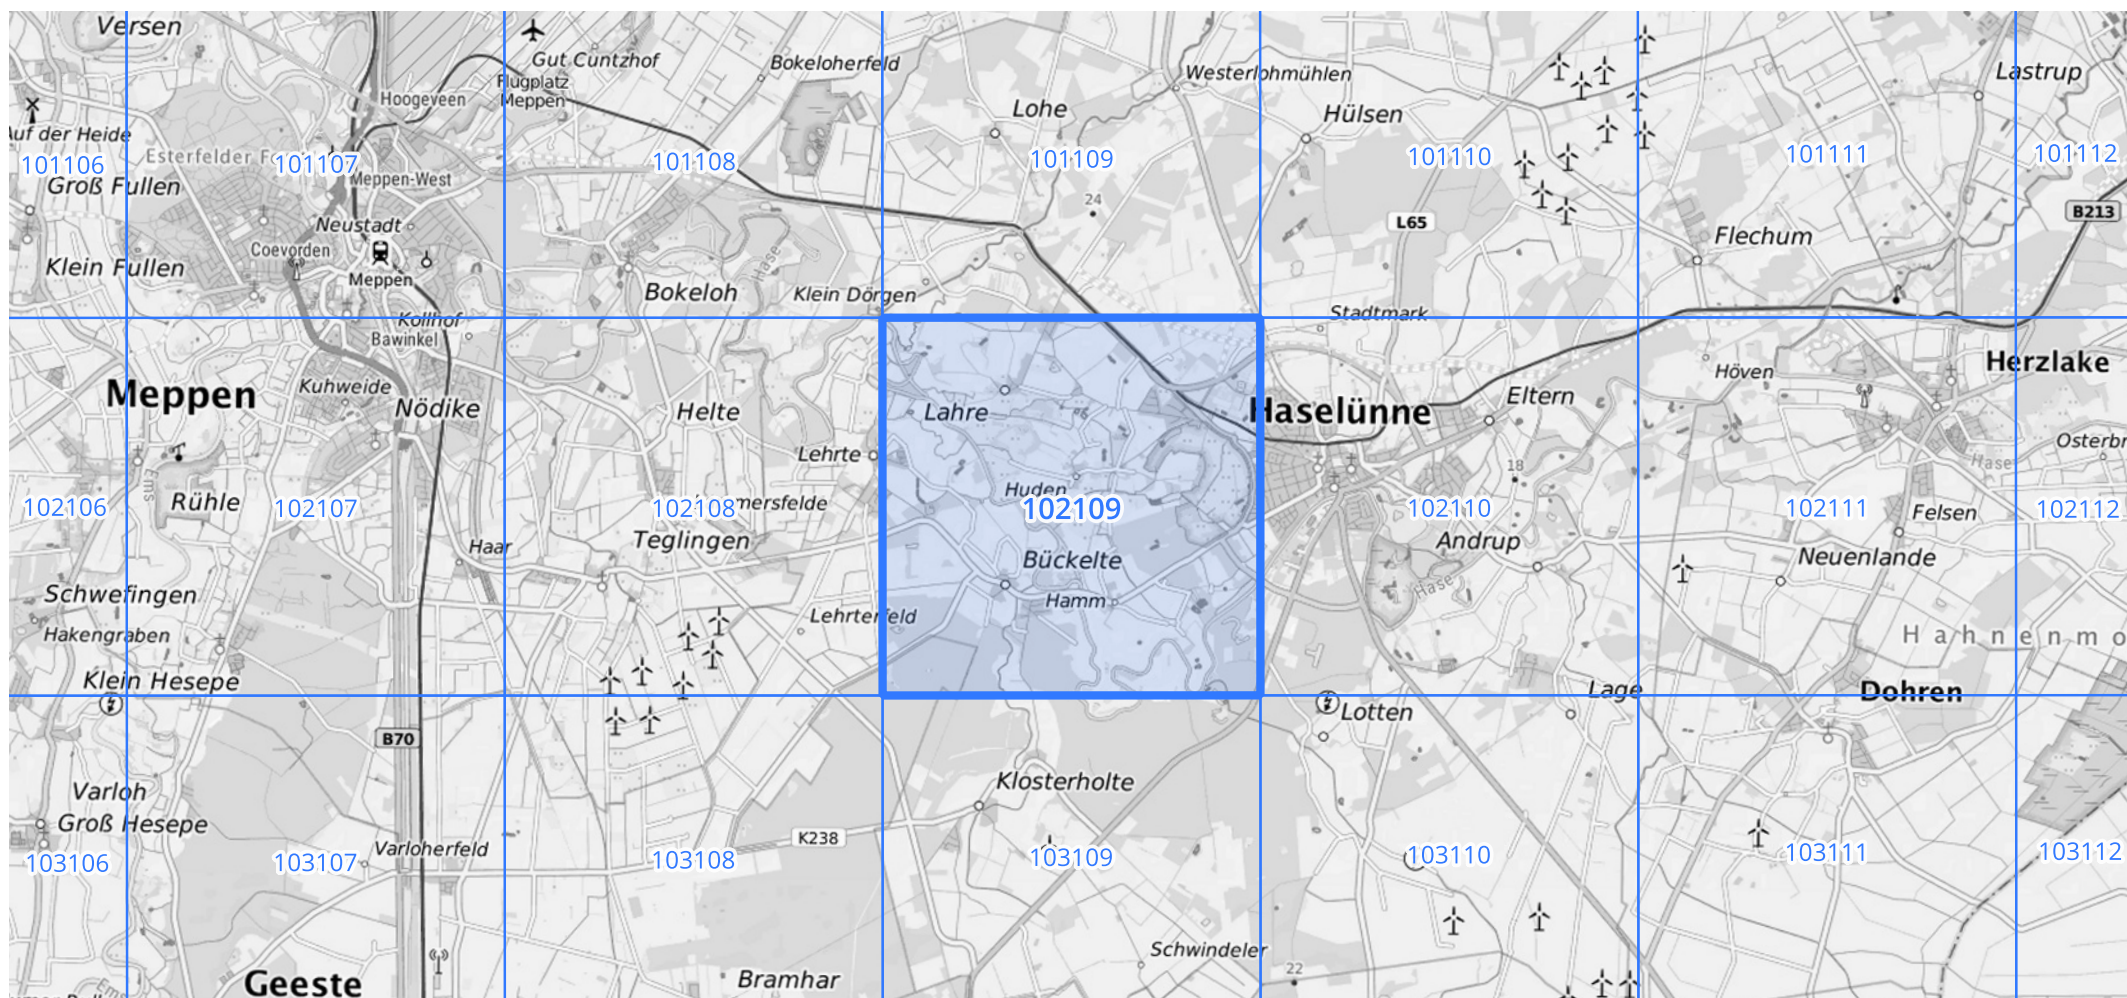 Versen
Gut Cuntzhof
Bokeloherfeld
Flugplatz
Meppen
Westerlohmühlen
Lastrup
Hoogeveen
Lohe
Hülsen
Auf der Heide
Esterfelder
101106
101107
101108
101109
101110
101111
101112
Groß Fullen
Meppen-West
24
B213
Neustadt
L65
Flechum
Coevorden
Klein Fullen
Meppen
Hase
Bokeloh
Klein Dörgen
Stadtmark
Kollhof
Bawinkel
Herzlake
Höven
Meppen
Kuhweide
Nödike
Helte
Lahre
Haselünne
Eltern
Lehrte
Hase
18
Ems
Rühle
Huden
102106
102107
102108
102109
102110
102111
102112
Felsen
Teglingen
Haar
Bückelte
Andrup
Neuenlande
Schwefingen
Hamm
Hase
Lehrterfeld
Hakengraben
Klein Hesepe
Lage
Dohren
Lotten
B70
Klosterholte
Varloh
Groß Hesepe
K238
Varloherfeld
103106
103107
103108
103109
103110
103111
103112
Schwindeler
22
Geeste
Bramhar
Ems